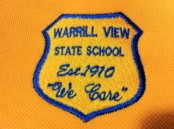 WARRILL VIEW
STATE SCHOOL
Est.1910
"We Care"